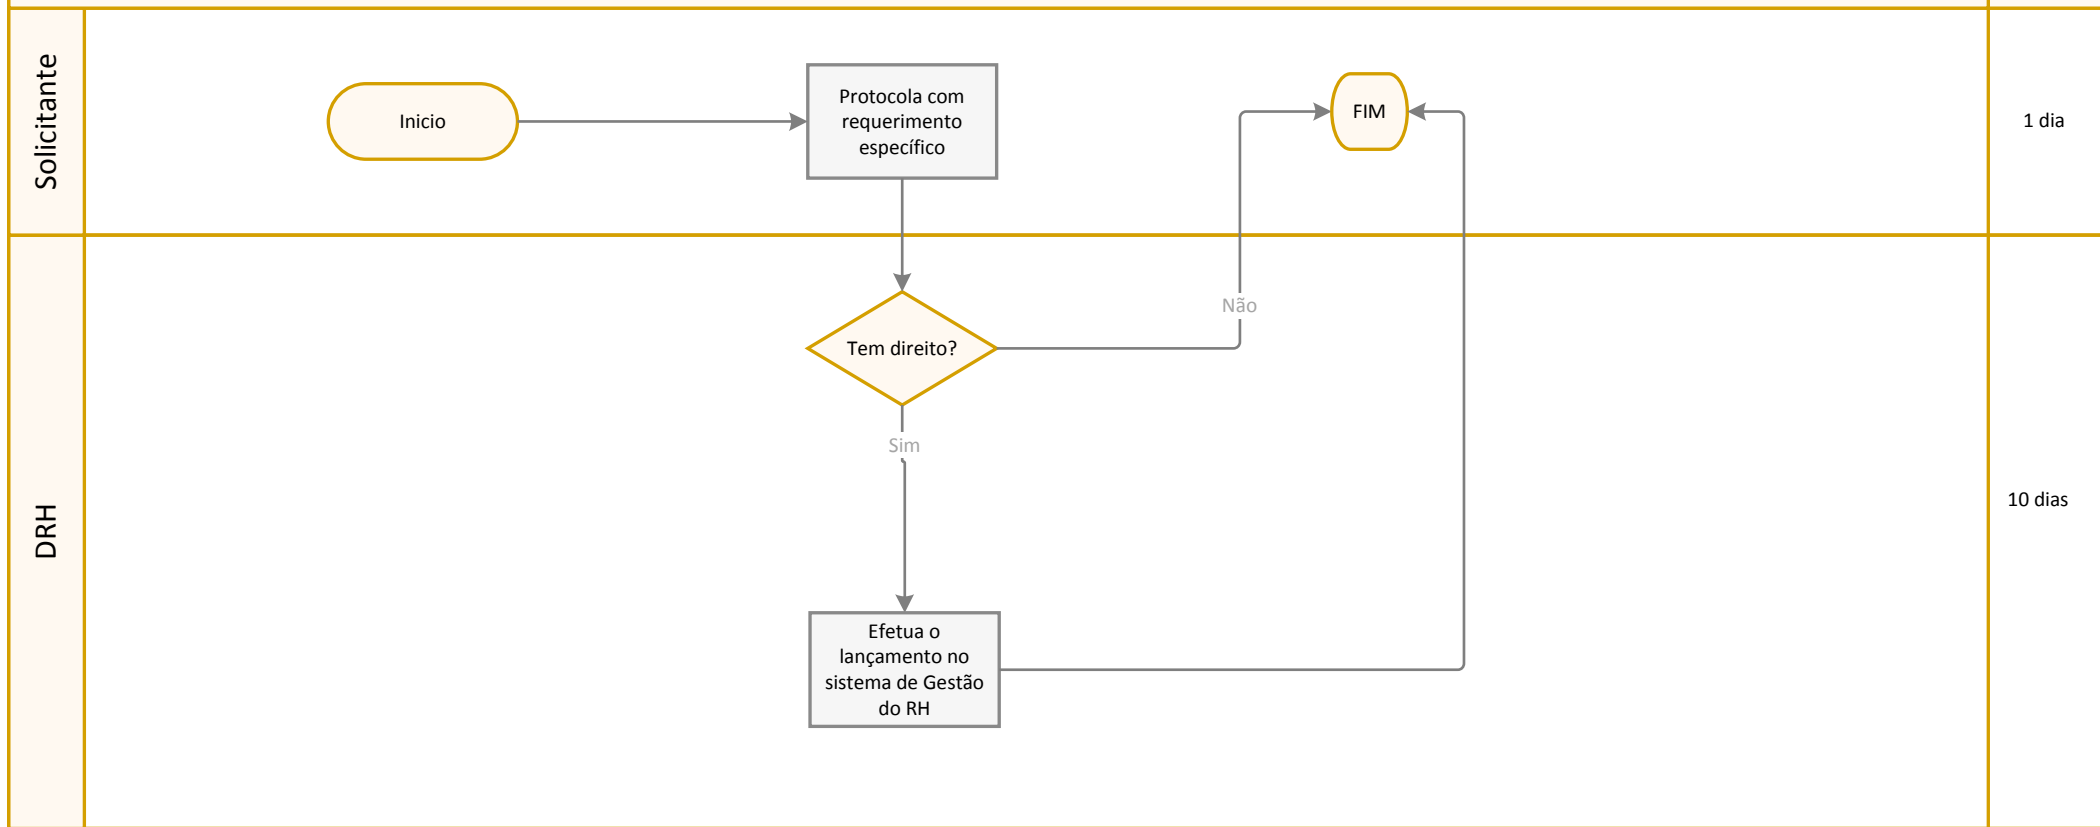 Solicitante
Inicio
Protocola com
requerimento
específico
FIM
1 dia
DRH
Tem direito?
Não
Sim
Efetua o
lançamento no
sistema de Gestão
do RH
10 dias